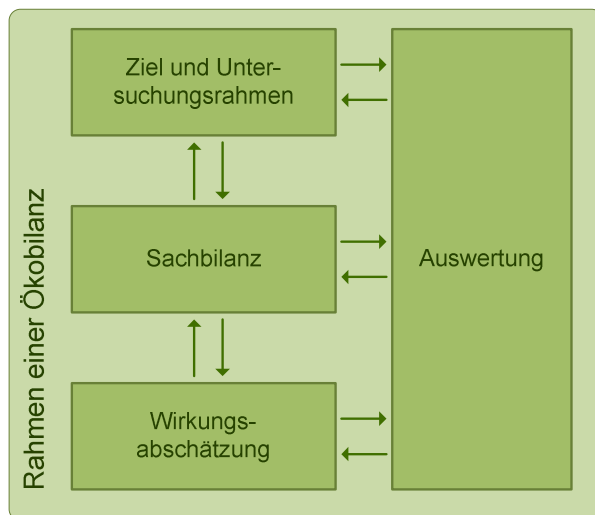 Rahmen einer Ökobilanz
Ziel und Unter-
suchungsrahmen
Sachbilanz
Wirkungs-
abschätzung
Auswertung